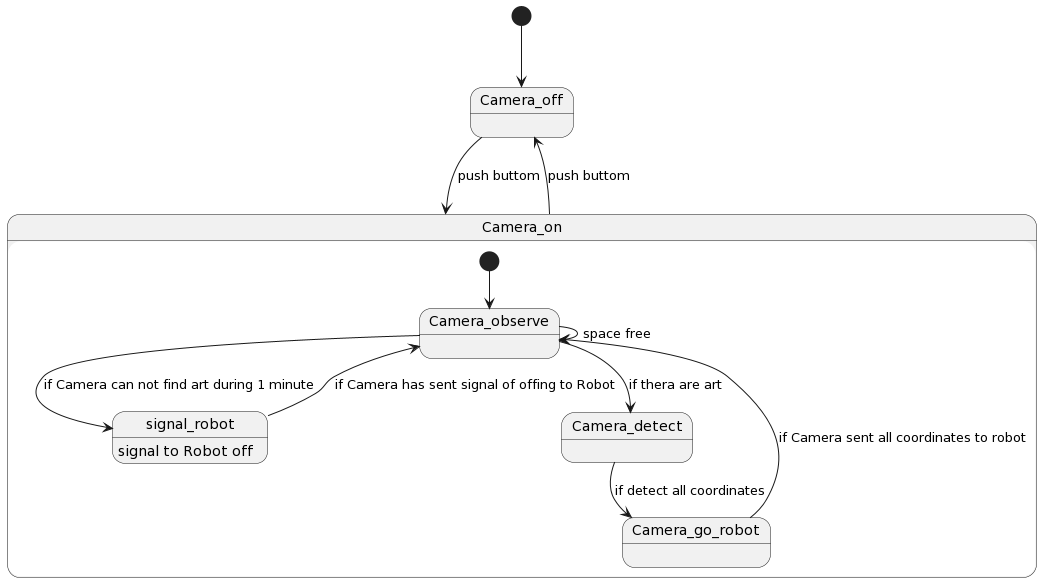 Camera_off
push buttom
push buttom
Camera_on
Camera_observe
space free
if Camera can not find art during 1 minute
if Camera has sent signal of offing to Robot
if thera are art
signal_robot
signal to Robot off
Camera_detect
if Camera sent all coordinates to robot
if detect all coordinates
Camera_go_robot